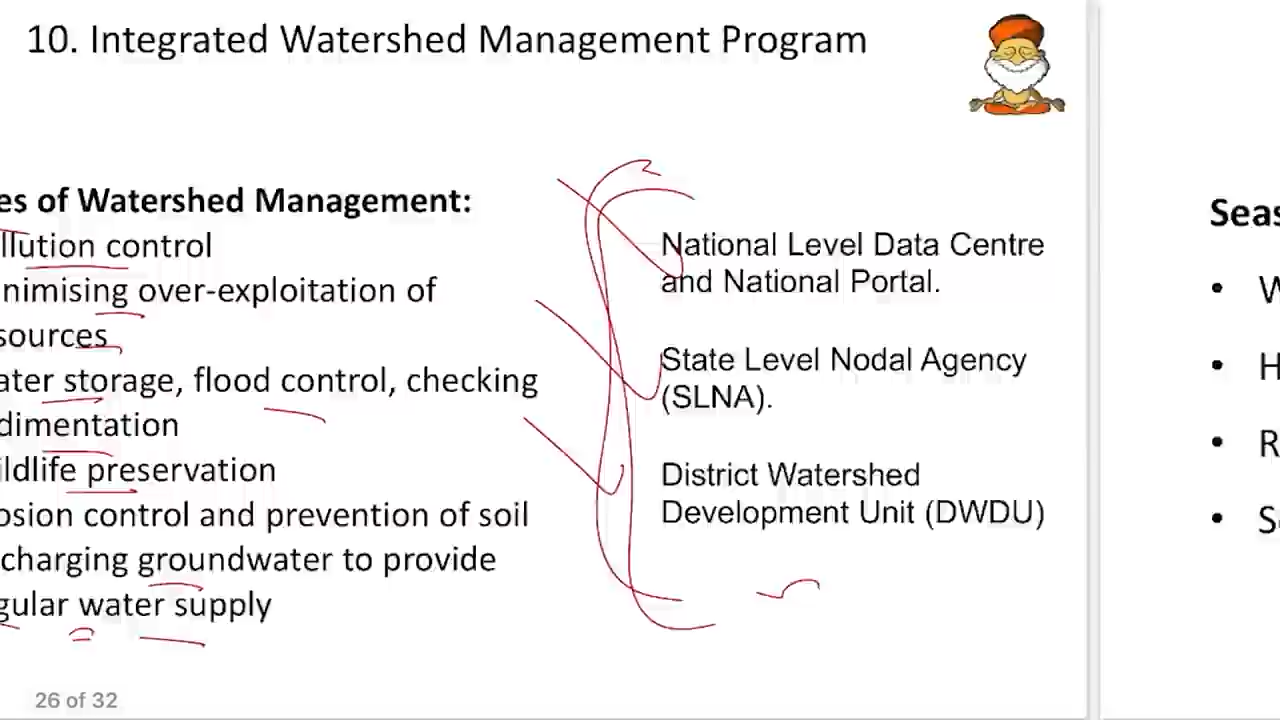 10. Integrated Watershed Management Program
es of Watershed Management:
llution control
nimising over-exploitation of
sources
ater storage, flood control, checking
dimentation
ildlife preservation
osion control and prevention of soil
charging groundwater to provide
gular water supply
National Level Data Centre
and National Portal.
State Level Nodal Agency
(SLNA).
District Watershed
Development Unit (DWDU)
26 of 32
Seas
• W
• H
• R
• S